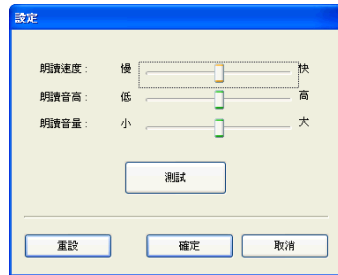 設定
朗讀速度： 慢 快
朗讀音高： 低 高
朗讀音量： 小 大
測試
重設 確定 取消